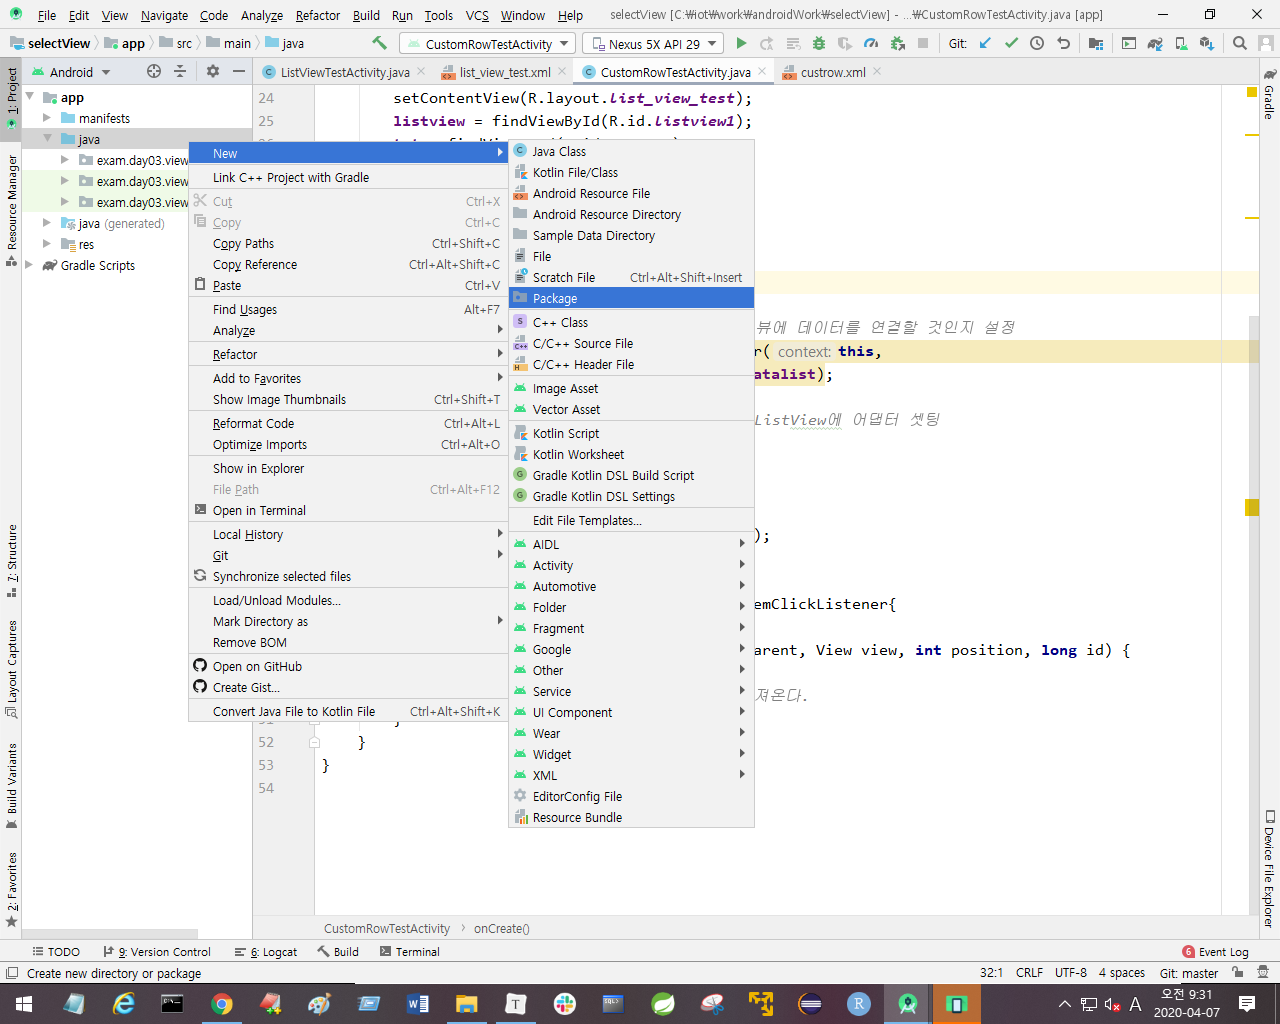 File Edit View Navigate Code Analyze Refactor Build Run Tools VCS Window Help selectView [C:₩iot₩work₩androidWork₩selectView] - ...₩CustomRowTestActivity.java [app]
selectView app src main java CustomRowTestActivity Nexus 5X API 29 Git:
Android ListViewTestActivity.java list_view_test.xml CustomRowTestActivity.java custrow.xml
1: Project
Resource Manager
7: Structure
Layout Captures
Build Variants
2: Favorites
Gradle
Device File Explorer
app
manifests
java
exam.day03.view
exam.day03.view
exam.day03.view
java (generated)
res
Gradle Scripts
24 setContentView(R.layout.list_view_test);
25 listview = findViewById(R.id.listview1);
뷰에 데이터를 연결할 것인지 설정
r( context: this,
atalist);
ListView에 어댑터 셋팅
);
emClickListener{
arent, View view, int position, long id) {
져온다.
52 }
53 }
54
New
Link C++ Project with Gradle
Cut Ctrl+X
Copy Ctrl+C
Copy Paths Ctrl+Shift+C
Copy Reference Ctrl+Alt+Shift+C
Paste Ctrl+V
Find Usages Alt+F7
Analyze
Refactor
Add to Favorites
Show Image Thumbnails Ctrl+Shift+T
Reformat Code Ctrl+Alt+L
Optimize Imports Ctrl+Alt+O
Show in Explorer
File Path Ctrl+Alt+F12
Open in Terminal
Local History
Git
Synchronize selected files
Load/Unload Modules...
Mark Directory as
Remove BOM
Open on GitHub
Create Gist...
Convert Java File to Kotlin File Ctrl+Alt+Shift+K
Java Class
Kotlin File/Class
Android Resource File
Android Resource Directory
Sample Data Directory
File
Scratch File Ctrl+Alt+Shift+Insert
Package
C++ Class
C/C++ Source File
C/C++ Header File
Image Asset
Vector Asset
Kotlin Script
Kotlin Worksheet
Gradle Kotlin DSL Build Script
Gradle Kotlin DSL Settings
Edit File Templates...
AIDL
Activity
Automotive
Folder
Fragment
Google
Other
Service
UI Component
Wear
Widget
XML
EditorConfig File
Resource Bundle
CustomRowTestActivity onCreate()
TODO 9: Version Control 6: Logcat Build Terminal 6 Event Log
Create new directory or package 32:1 CRLF UTF-8 4 spaces Git: master
A 오전 9:31
2020-04-07